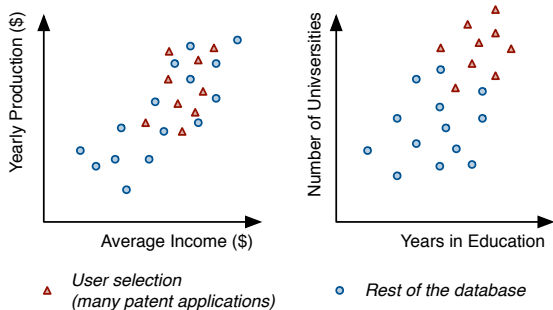 Yearly Production ($)
Average Income ($)
Number of Univsersities
Years in Education
User selection
(many patent applications)
Rest of the database